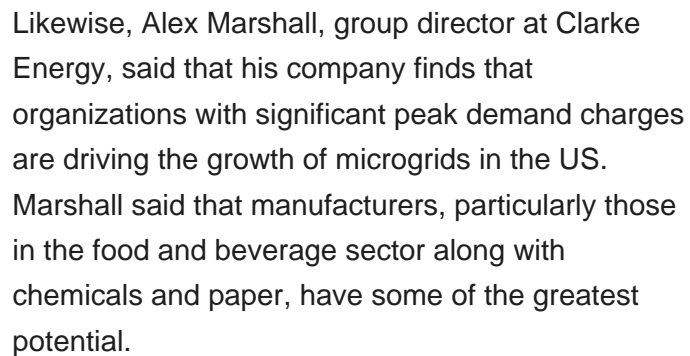 Likewise, Alex Marshall, group director at Clarke
Energy, said that his company finds that
organizations with significant peak demand charges
are driving the growth of microgrids in the US.
Marshall said that manufacturers, particularly those
in the food and beverage sector along with
chemicals and paper, have some of the greatest
potential.